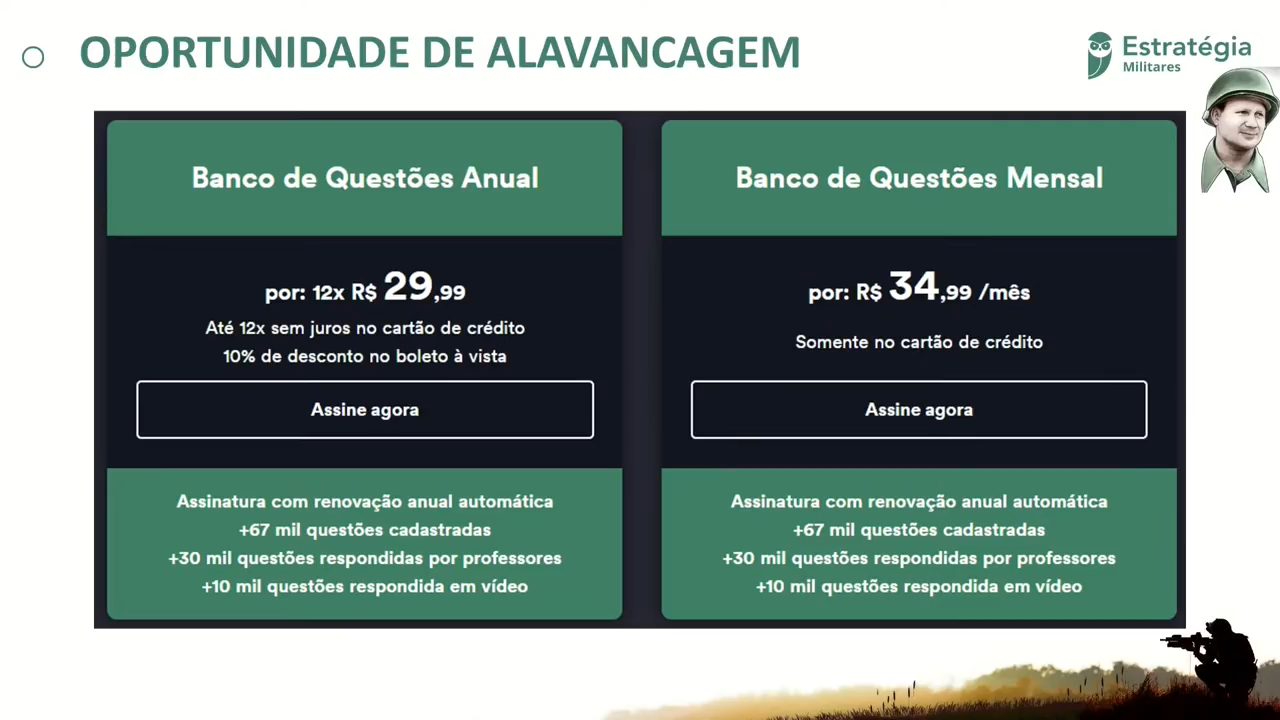 OPORTUNIDADE DE ALAVANCAGEM
Estratégia
Militares
Banco de Questões Anual
por: 12x R$ 29,99
Até 12x sem juros no cartão de crédito
10% de desconto no boleto à vista
Assine agora
Assinatura com renovação anual automática
+67 mil questões cadastradas
+30 mil questões respondidas por professores
+10 mil questões respondida em vídeo
Banco de Questões Mensal
por: R$ 34,99 /mês
Somente no cartão de crédito
Assine agora
Assinatura com renovação anual automática
+67 mil questões cadastradas
+30 mil questões respondidas por professores
+10 mil questões respondida em vídeo